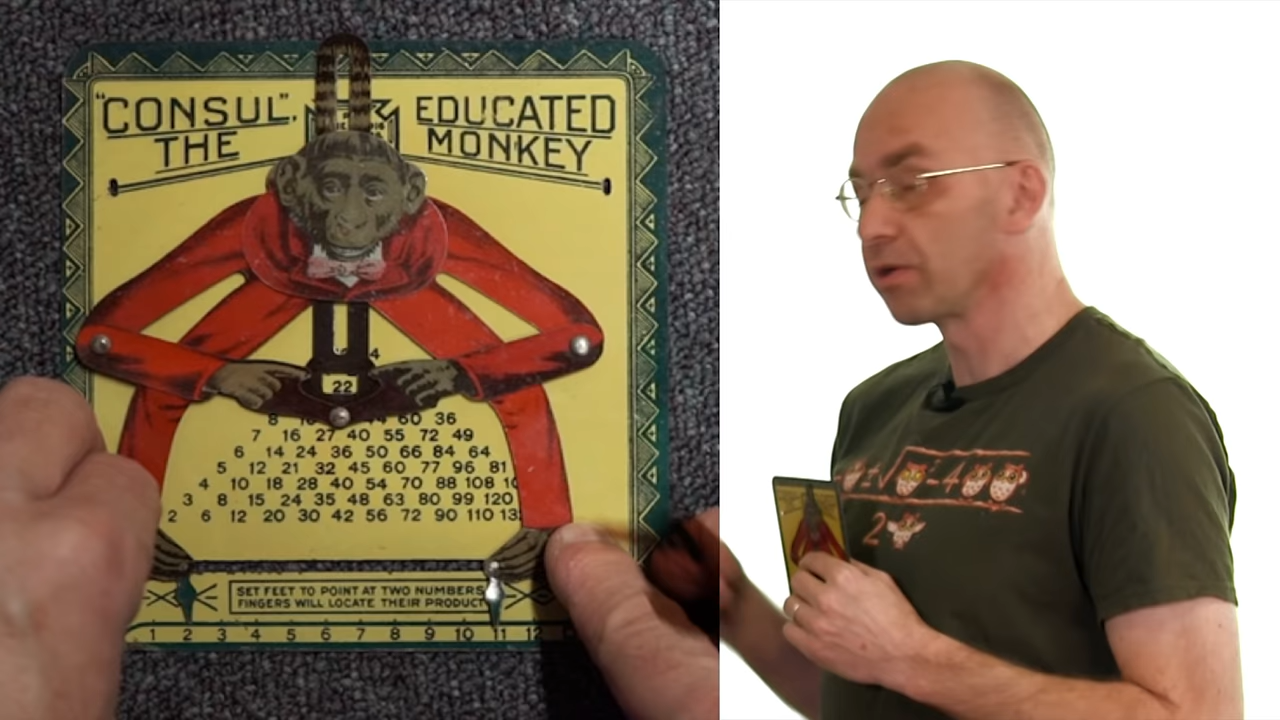 "CONSUL", EDUCATED
THE MONKEY
4
22
8 60 36
7 16 27 40 55 72 49
6 14 24 36 50 66 84 64
5 12 21 32 45 60 77 96 81
4 10 18 28 40 54 70 88 108
3 8 15 24 35 48 63 80 99 120
2 6 12 20 30 42 56 72 90 110
SET FEET TO POINT AT TWO NUMBERS
FINGERS WILL LOCATE THEIR PRODUCT
1 2 3 4 5 6 7 8 9 10 11 12
2